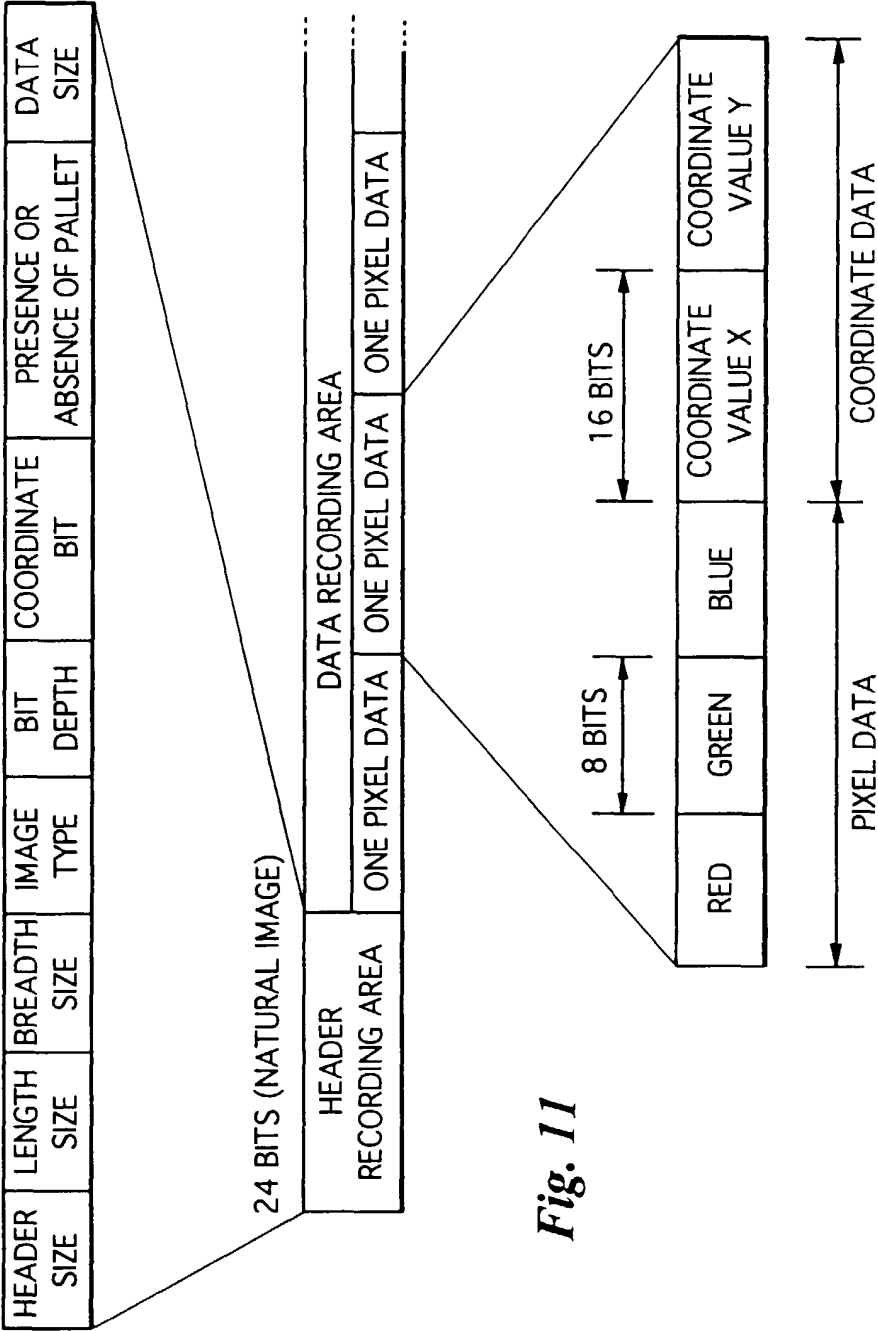 HEADER
SIZE
LENGTH
SIZE
BREADTH
SIZE
IMAGE
TYPE
BIT
DEPTH
COORDINATE
BIT
PRESENCE OR
ABSENCE OF PALLET
DATA
SIZE
24 BITS (NATURAL IMAGE)
HEADER
RECORDING AREA
DATA RECORDING AREA
ONE PIXEL DATA
ONE PIXEL DATA
ONE PIXEL DATA
8 BITS
16 BITS
RED
GREEN
BLUE
COORDINATE
VALUE X
COORDINATE
VALUE Y
PIXEL DATA
COORDINATE DATA
Fig. 11